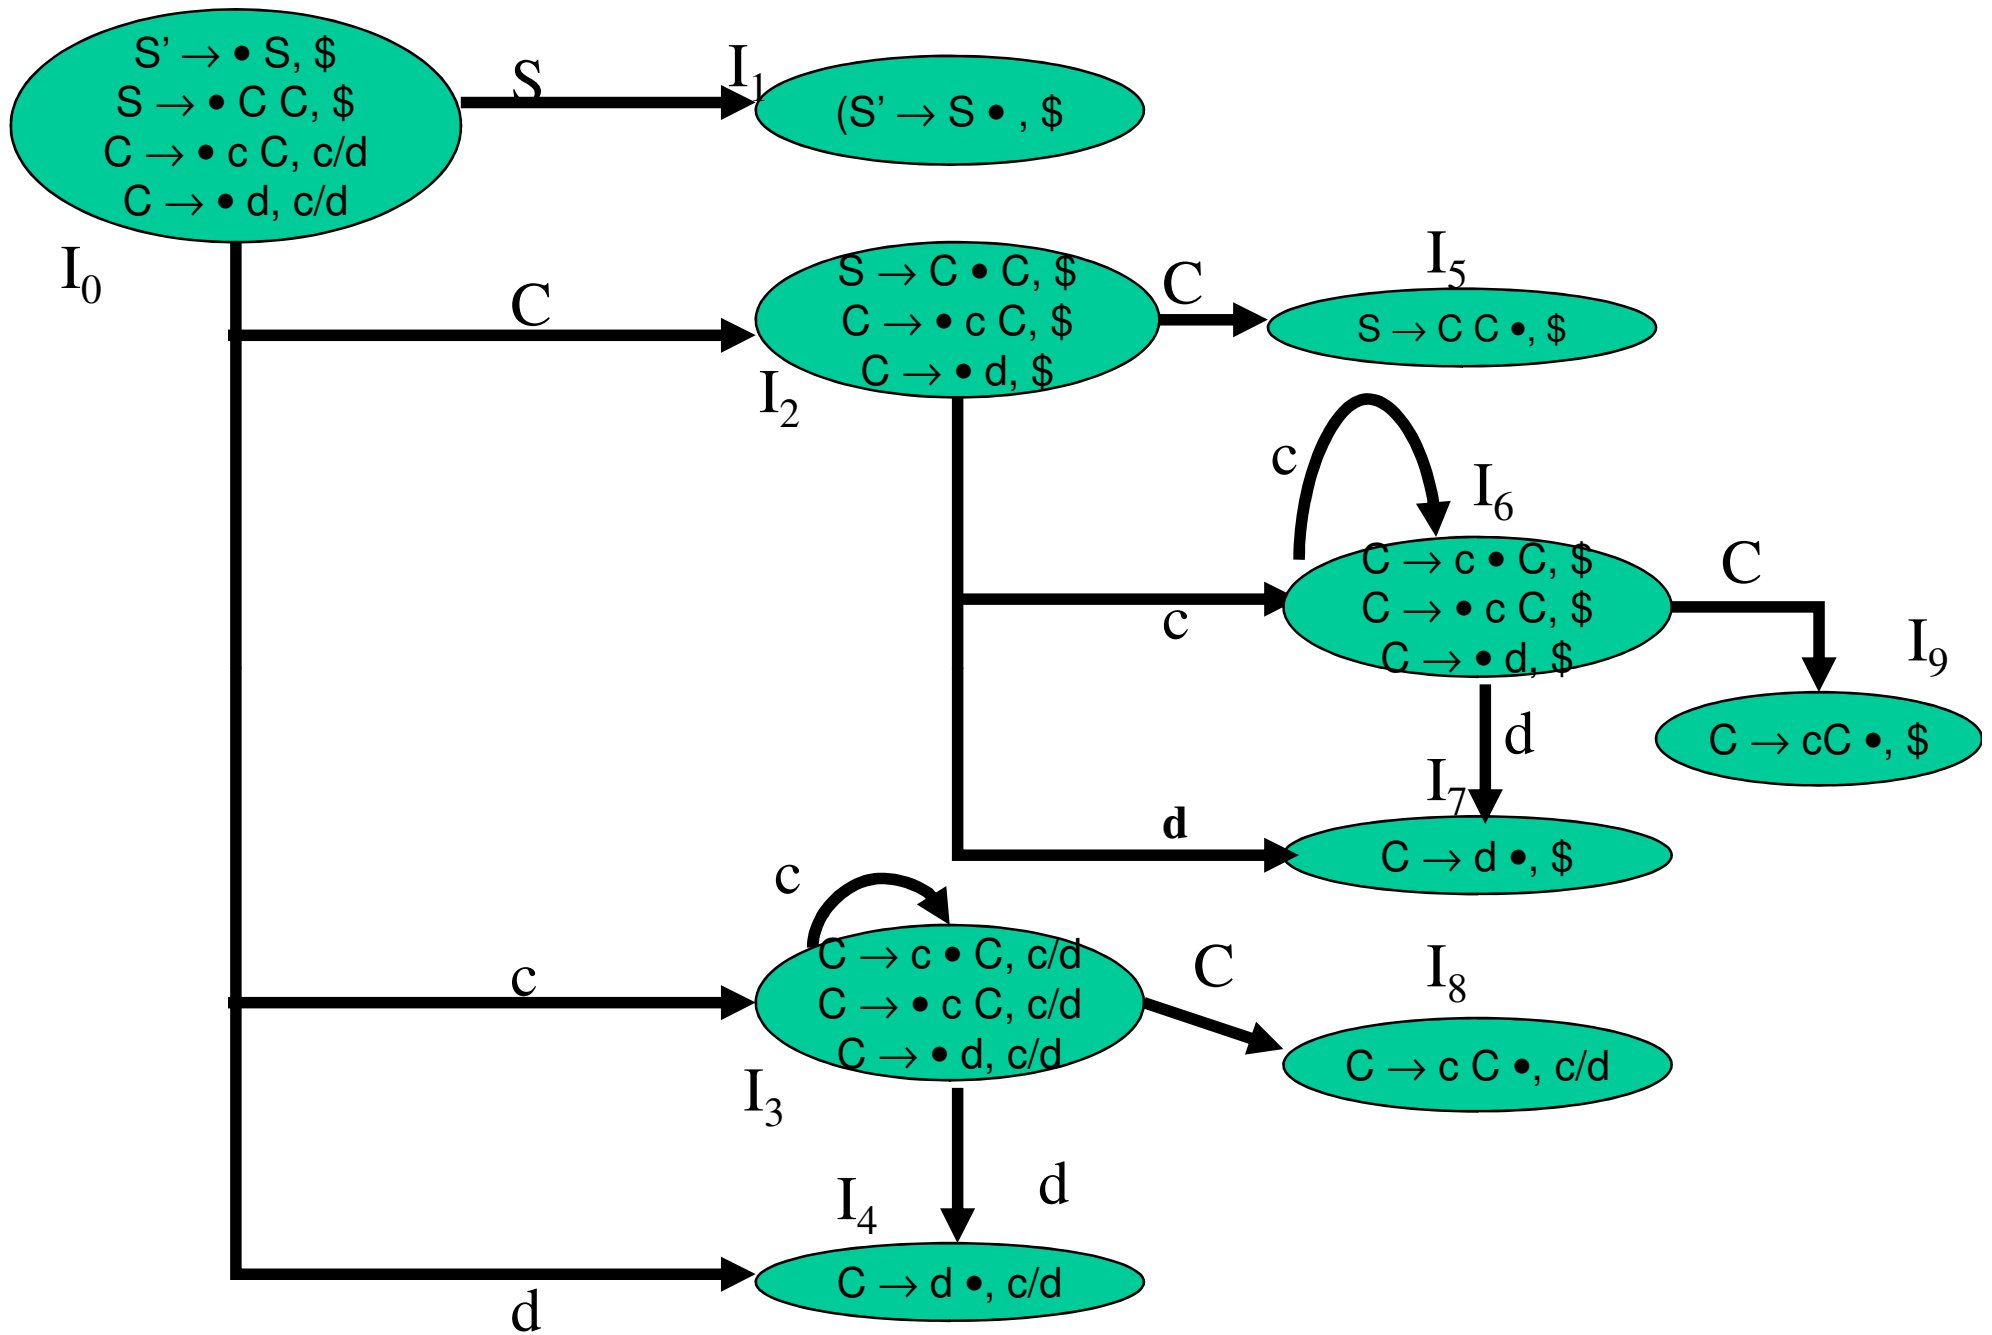 S’ → • S, $
S → • C C, $
C → • c C, c/d
C → • d, c/d
I0
S
I1
(S’ → S • , $
C
S → C • C, $
C → • c C, $
C → • d, $
I2
C
I5
S → C C •, $
c
I6
C → c • C, $
C → • c C, $
C → • d, $
c
C
I9
C → cC •, $
d
I7
d
C → d •, $
c
c
C → c • C, c/d
C → • c C, c/d
C → • d, c/d
I3
C
I8
C → c C •, c/d
d
I4
C → d •, c/d
d